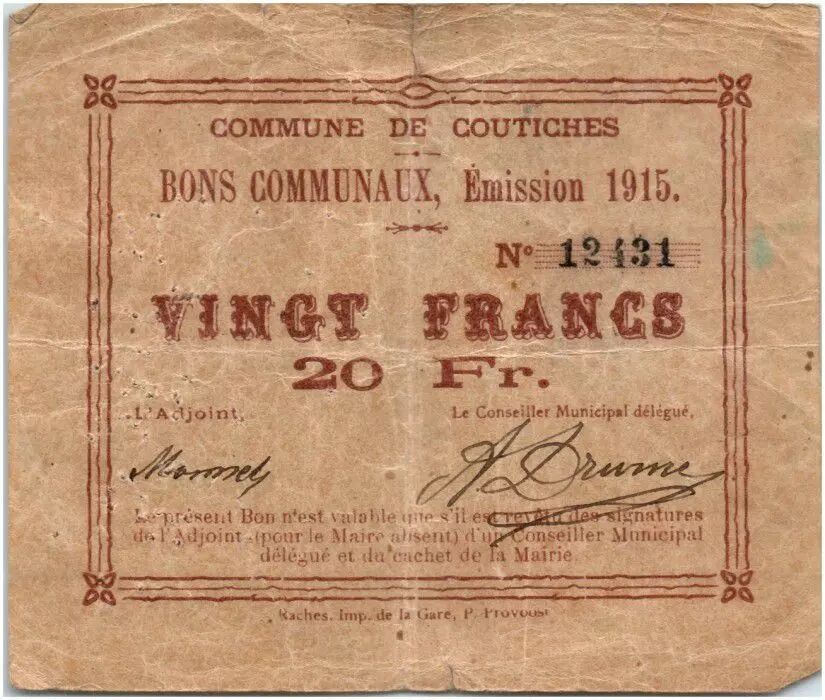 COMMUNE DE COUTICHES
BONS COMMUNAUX, Émission 1915.
N° 12431
VINGT FRANCS
20 Fr.
L'Adjoint, Le Conseiller Municipal délégué,
A. Drume
Le présent Bon n'est valable que s'il est revêtu des signatures
de l'Adjoint (pour le Maire absent) d'un Conseiller Municipal
délégué et du cachet de la Mairie.
Raches. Imp. de la Gare, P. Provoost